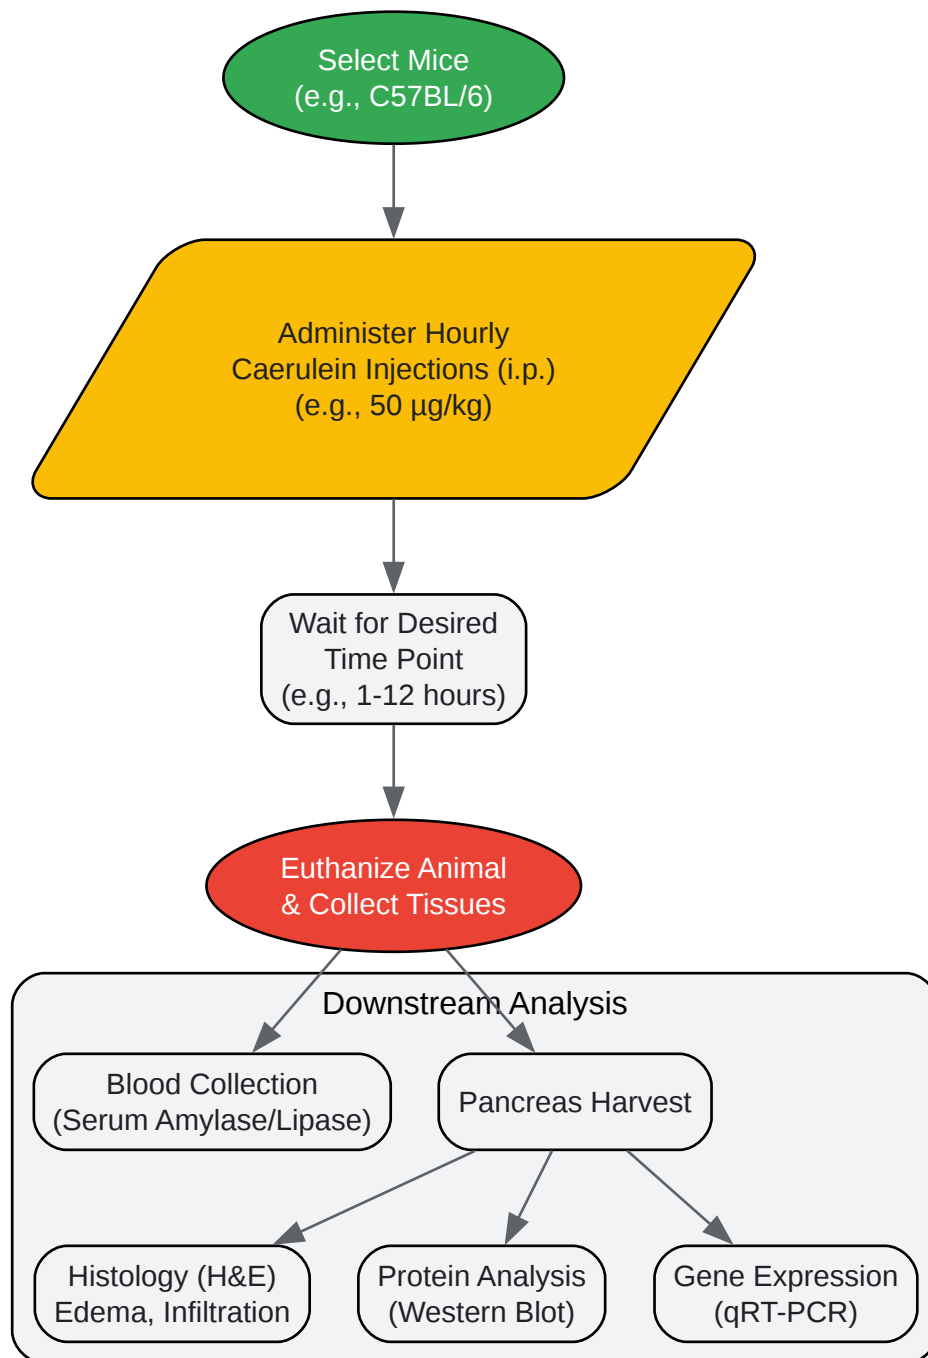 Select Mice
(e.g., C57BL/6)
Administer Hourly
Caerulein Injections (i.p.)
(e.g., 50 µg/kg)
Wait for Desired
Time Point
(e.g., 1-12 hours)
Euthanize Animal
& Collect Tissues
Downstream Analysis
Blood Collection
(Serum Amylase/Lipase)
Pancreas Harvest
Histology (H&E)
Edema, Infiltration
Protein Analysis
(Western Blot)
Gene Expression
(qRT-PCR)